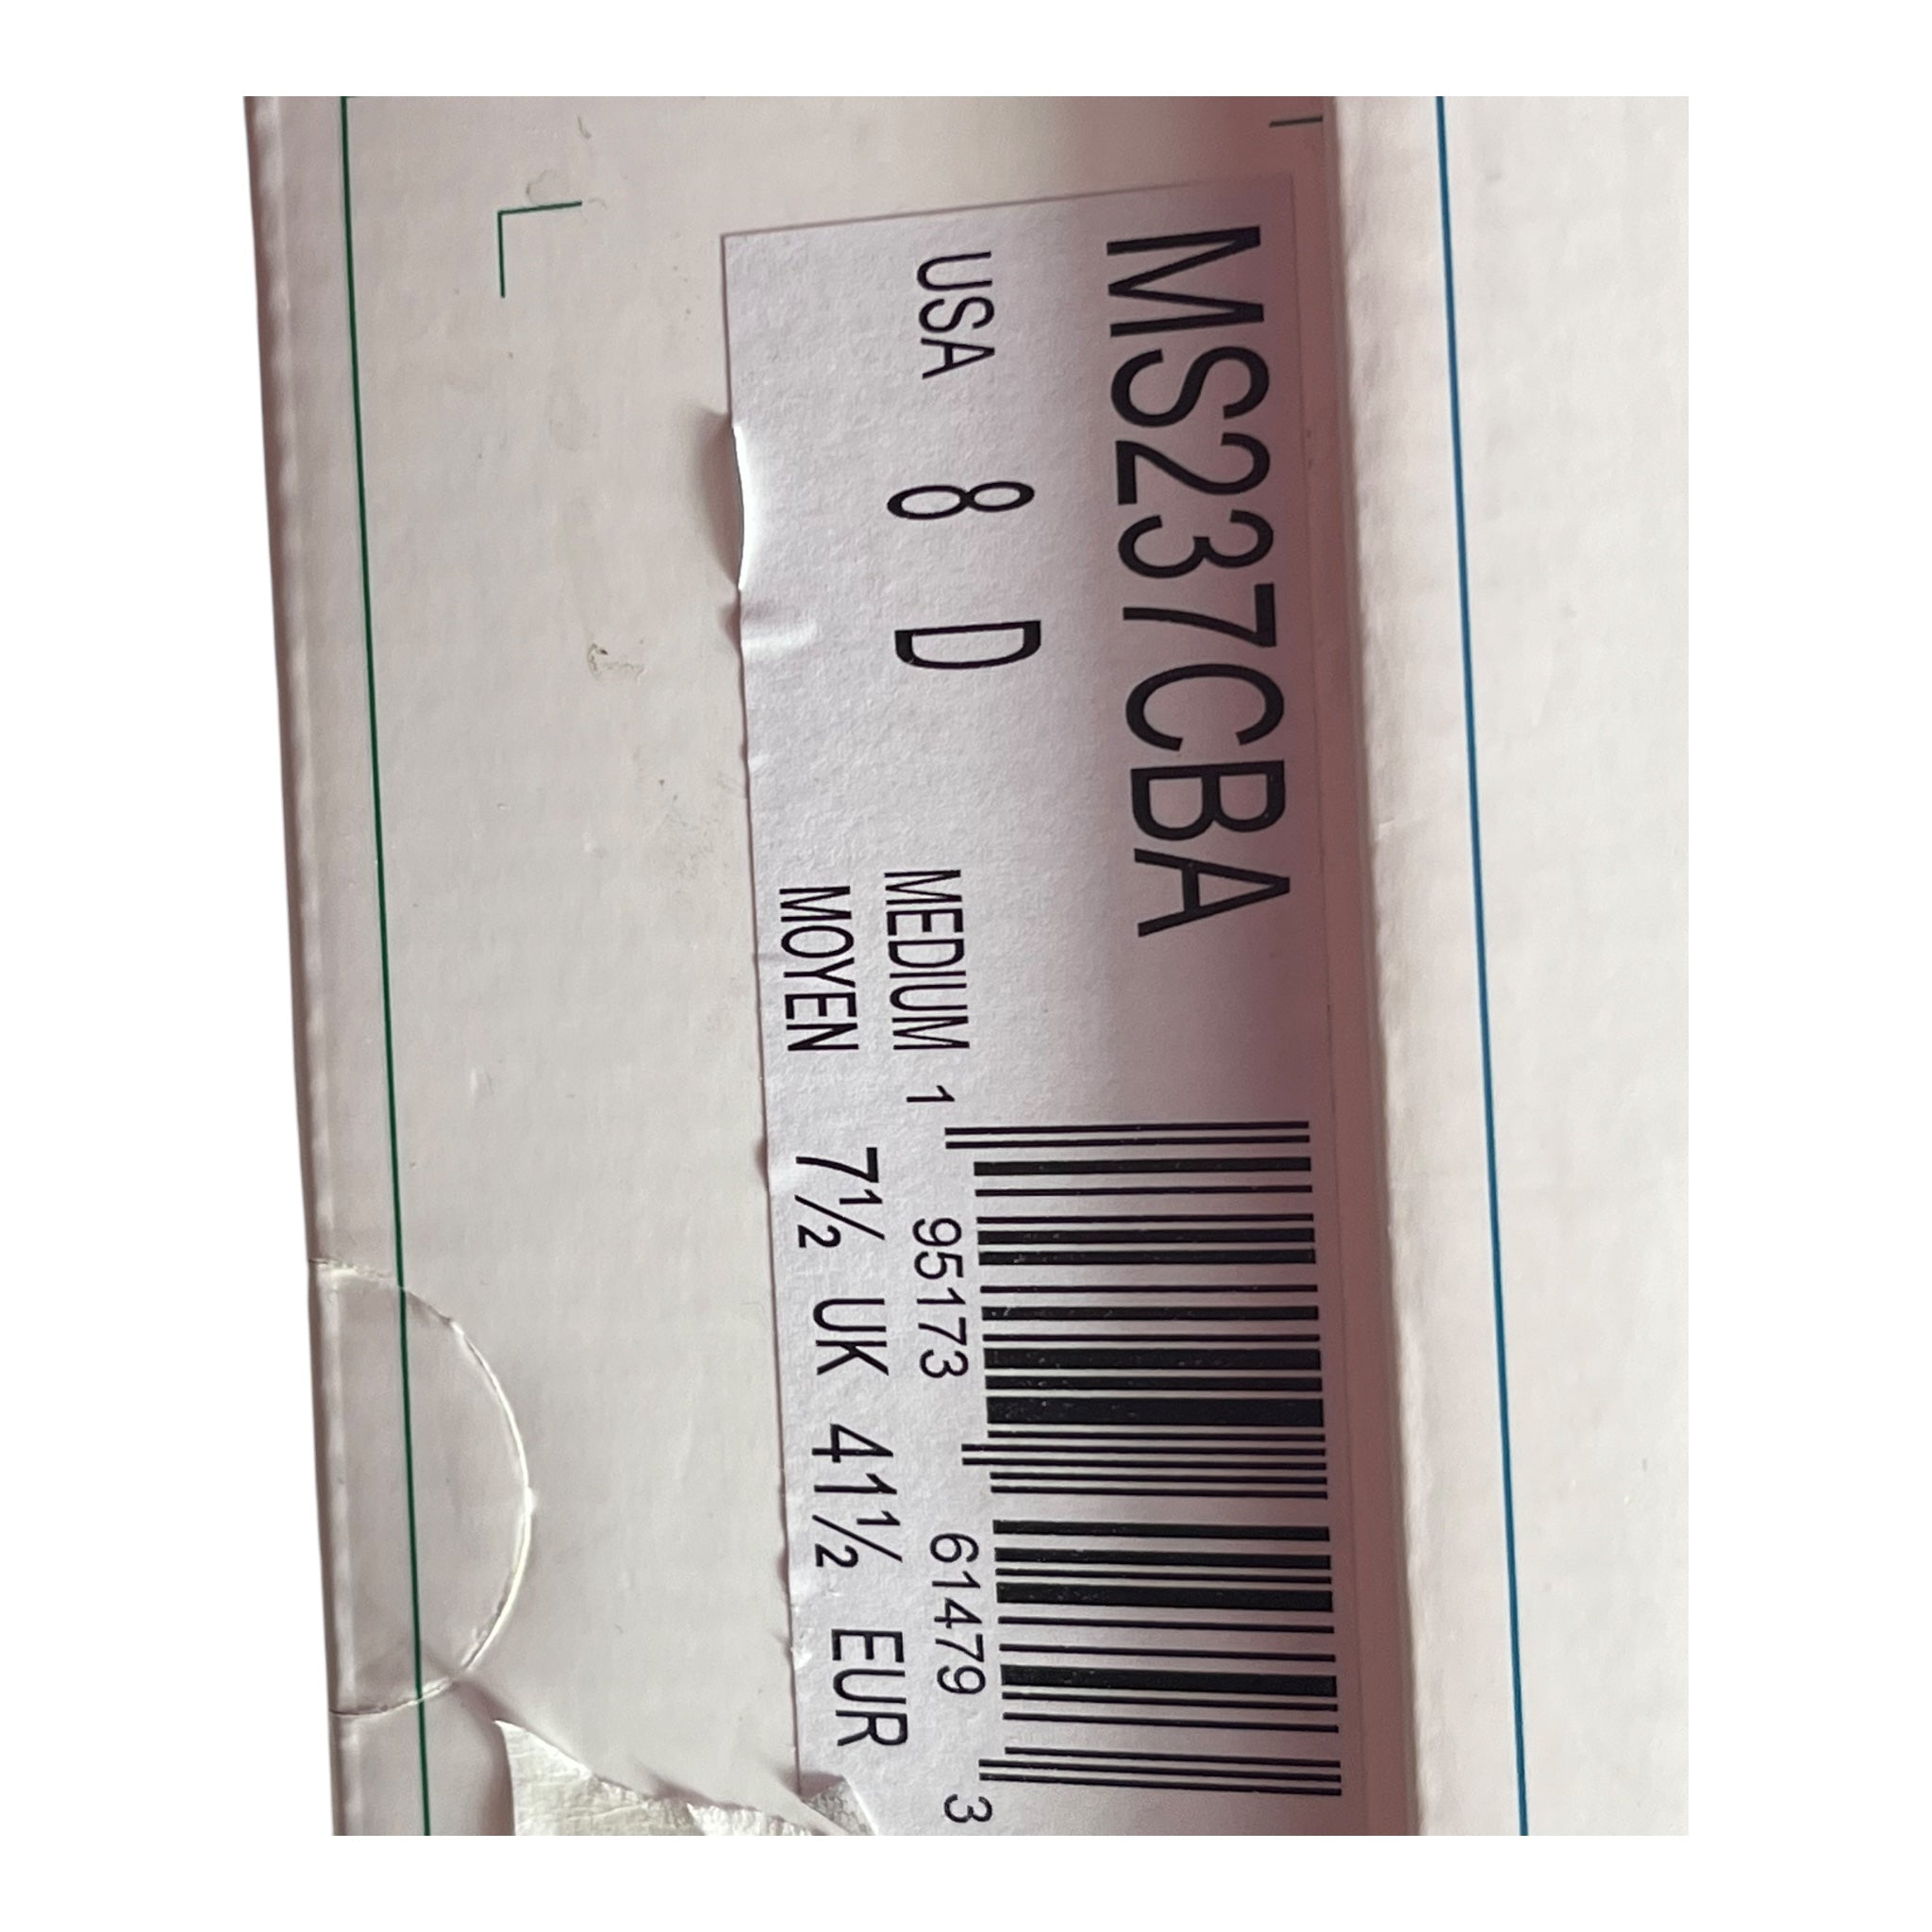 MS237CBA
USA 8 D
MEDIUM
MOYEN
1 95173 61479 3
7½ UK 41½ EUR